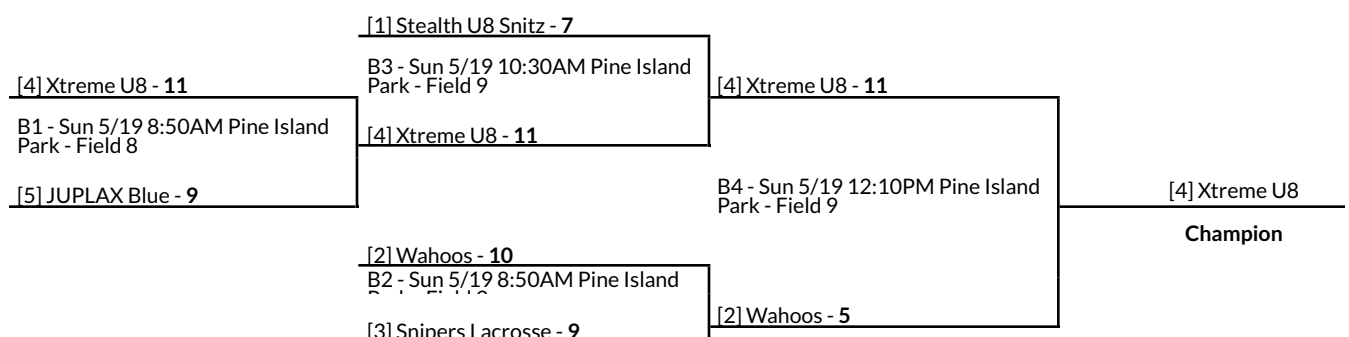 [1] Stealth U8 Snitz - 7
B3 - Sun 5/19 10:30AM Pine Island
Park - Field 9
[4] Xtreme U8 - 11
[4] Xtreme U8 - 11
B1 - Sun 5/19 8:50AM Pine Island
Park - Field 8
[5] JUPLAX Blue - 9
[4] Xtreme U8 - 11
B4 - Sun 5/19 12:10PM Pine Island
Park - Field 9
[4] Xtreme U8
Champion
[2] Wahoos - 10
B2 - Sun 5/19 8:50AM Pine Island
[3] Snipers Lacrosse - 9
[2] Wahoos - 5